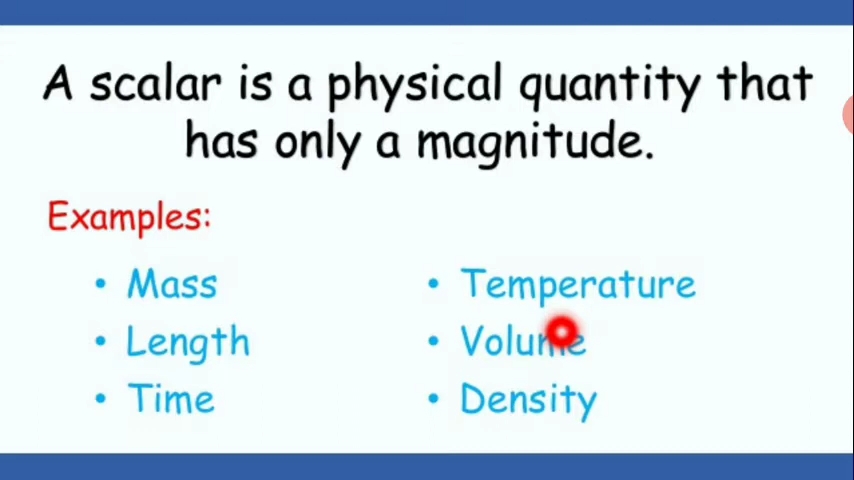 A scalar is a physical quantity that
has only a magnitude.
Examples:
• Mass
• Length
• Time
• Temperature
• Volume
• Density